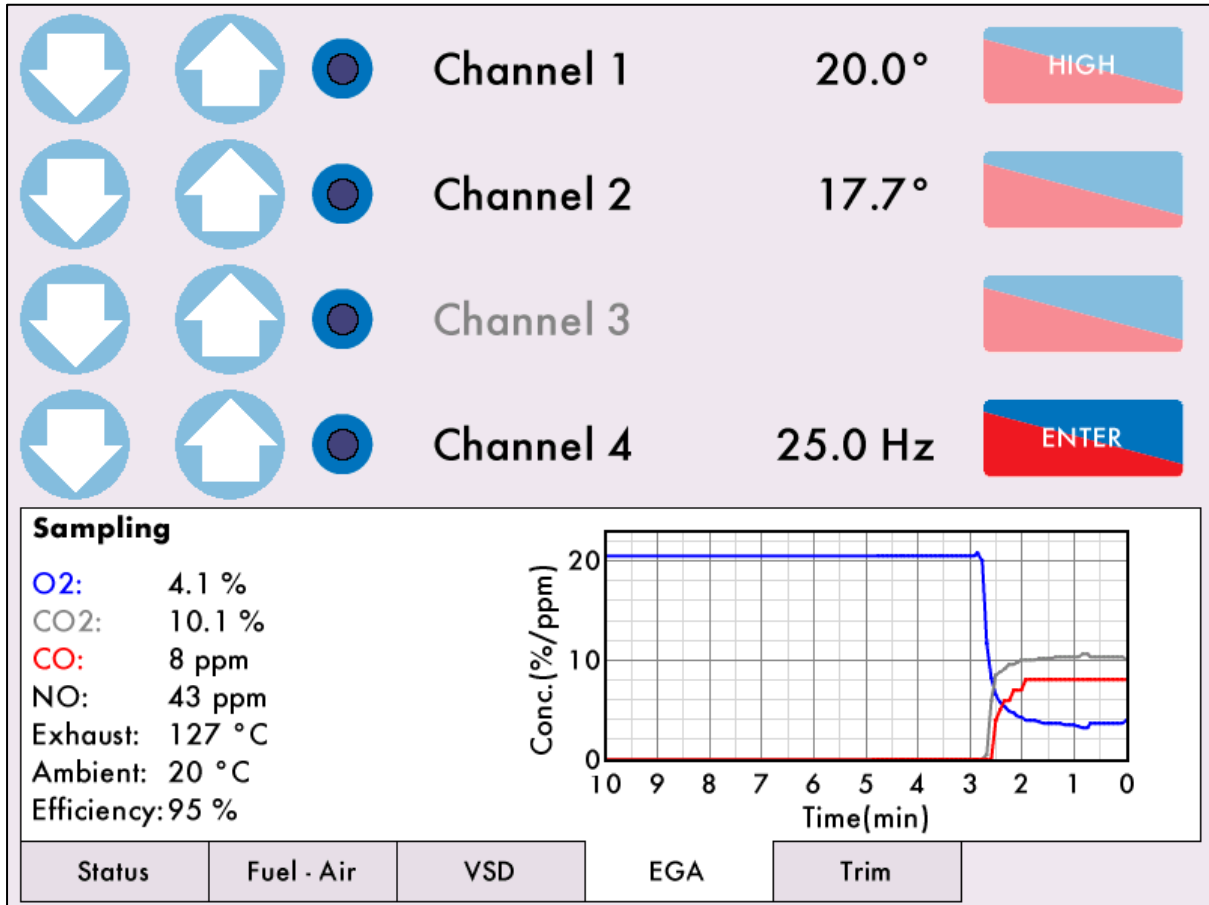 Channel 1 20.0° HIGH
Channel 2 17.7°
Channel 3
Channel 4 25.0 Hz ENTER
Sampling
O2: 4.1 %
CO2: 10.1 %
CO: 8 ppm
NO: 43 ppm
Exhaust: 127 °C
Ambient: 20 °C
Efficiency: 95 %
Conc.(%/ppm)
20
10
0
10 9 8 7 6 5 4 3 2 1 0
Time(min)
Status Fuel - Air VSD EGA Trim